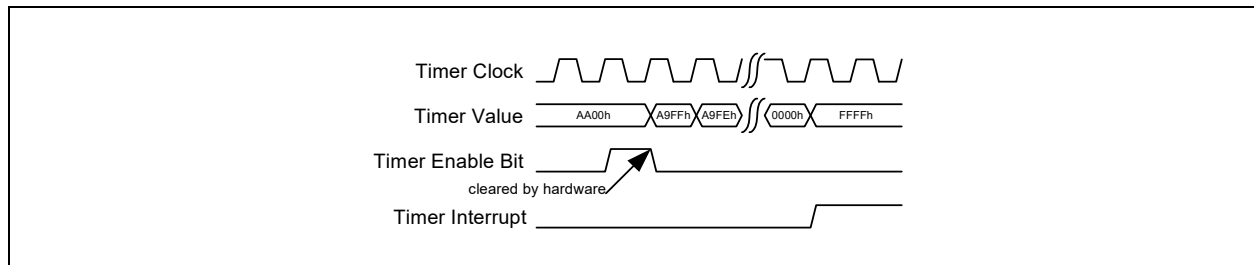 Timer Clock
Timer Value AA00h A9FFh A9FEh 0000h FFFFh
Timer Enable Bit
cleared by hardware
Timer Interrupt